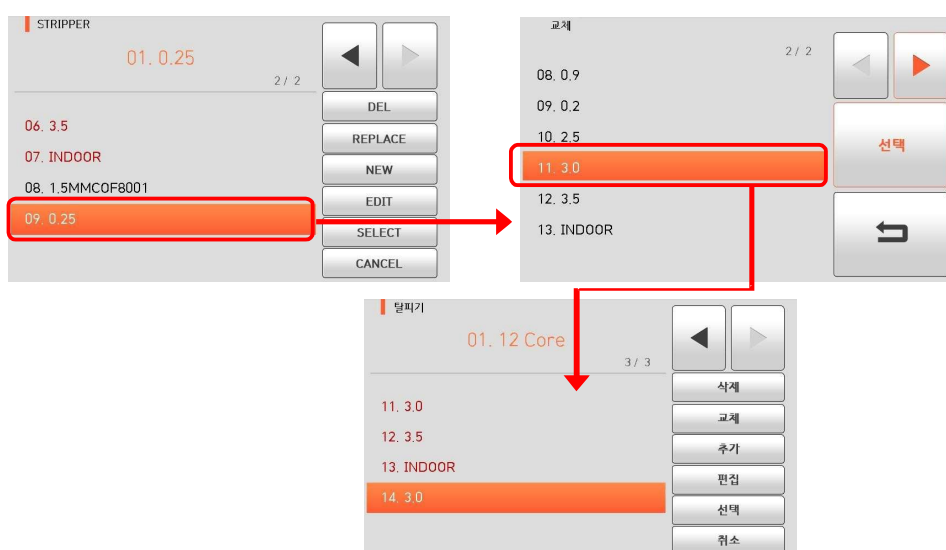 STRIPPER
01. 0.25
2 / 2
06. 3.5
07. INDOOR
08. 1.5MMCOF8001
09. 0.25
DEL
REPLACE
NEW
EDIT
SELECT
CANCEL
교체
2 / 2
08. 0.9
09. 0.2
10. 2.5
11. 3.0
12. 3.5
13. INDOOR
선택
탈피기
01. 12 Core
3 / 3
11. 3.0
12. 3.5
13. INDOOR
14. 3.0
삭제
교체
추가
편집
선택
취소